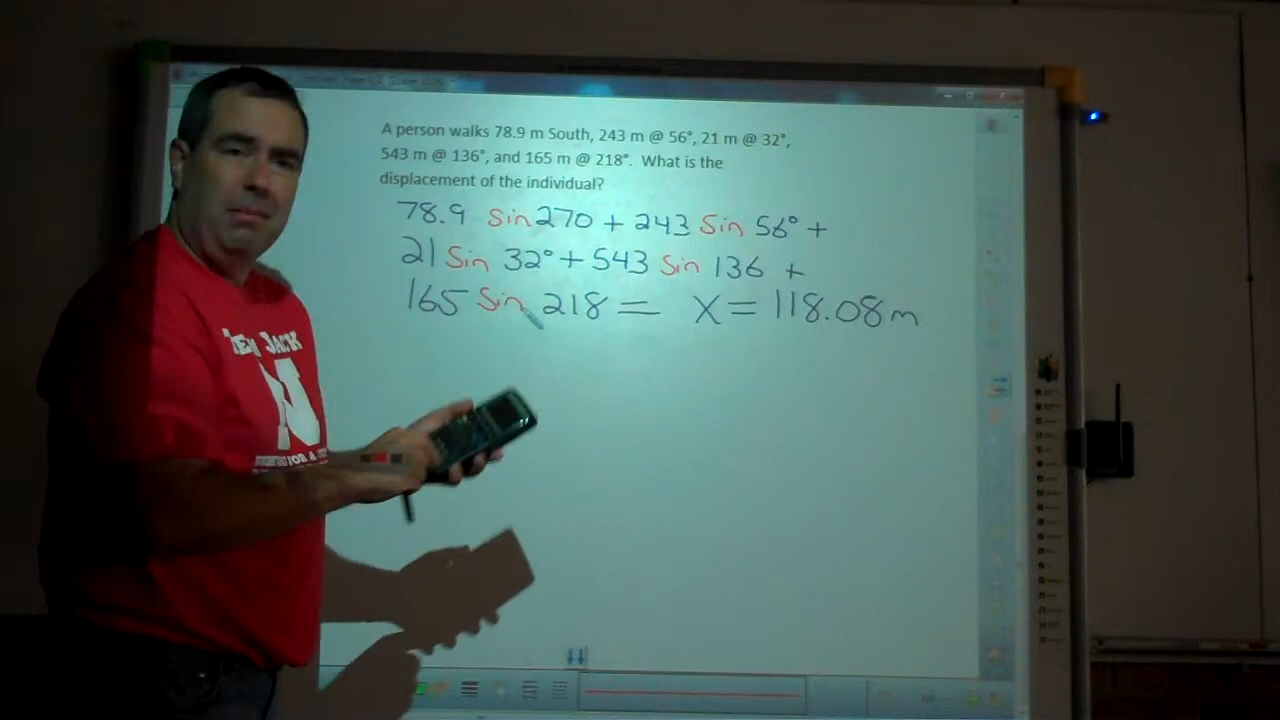 A person walks 78.9 m South, 243 m @ 56°, 21 m @ 32°,
543 m @ 136°, and 165 m @ 218°. What is the
displacement of the individual?
78.9 sin 270 + 243 Sin 56° +
21 Sin 32° + 543 Sin 136 +
165 Sin 218 = X = 118.08m
JACK
N